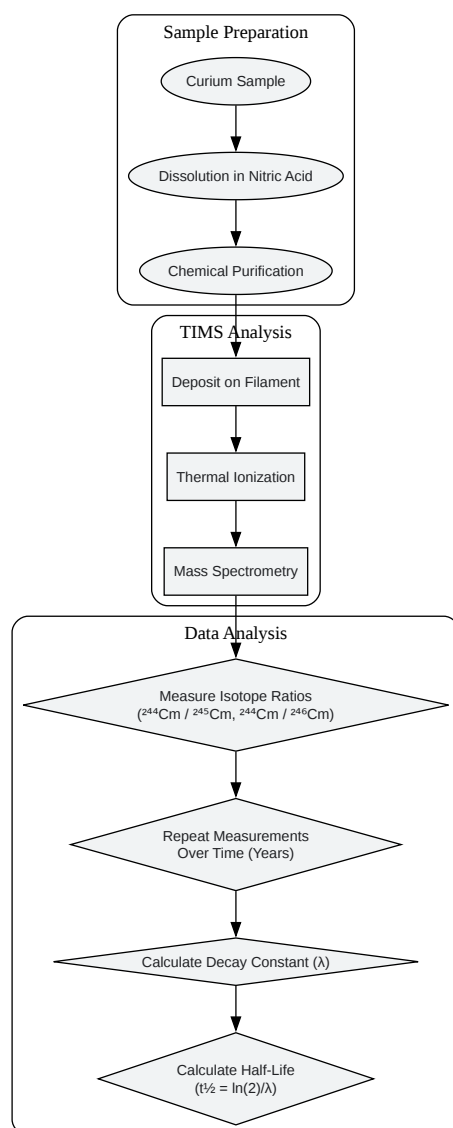 Sample Preparation
Curium Sample
Dissolution in Nitric Acid
Chemical Purification
TIMS Analysis
Deposit on Filament
Thermal Ionization
Mass Spectrometry
Data Analysis
Measure Isotope Ratios
(²⁴⁴Cm / ²⁴⁵Cm, ²⁴⁴Cm / ²⁴⁶Cm)
Repeat Measurements
Over Time (Years)
Calculate Decay Constant (λ)
Calculate Half-Life
(t½ = ln(2)/λ)